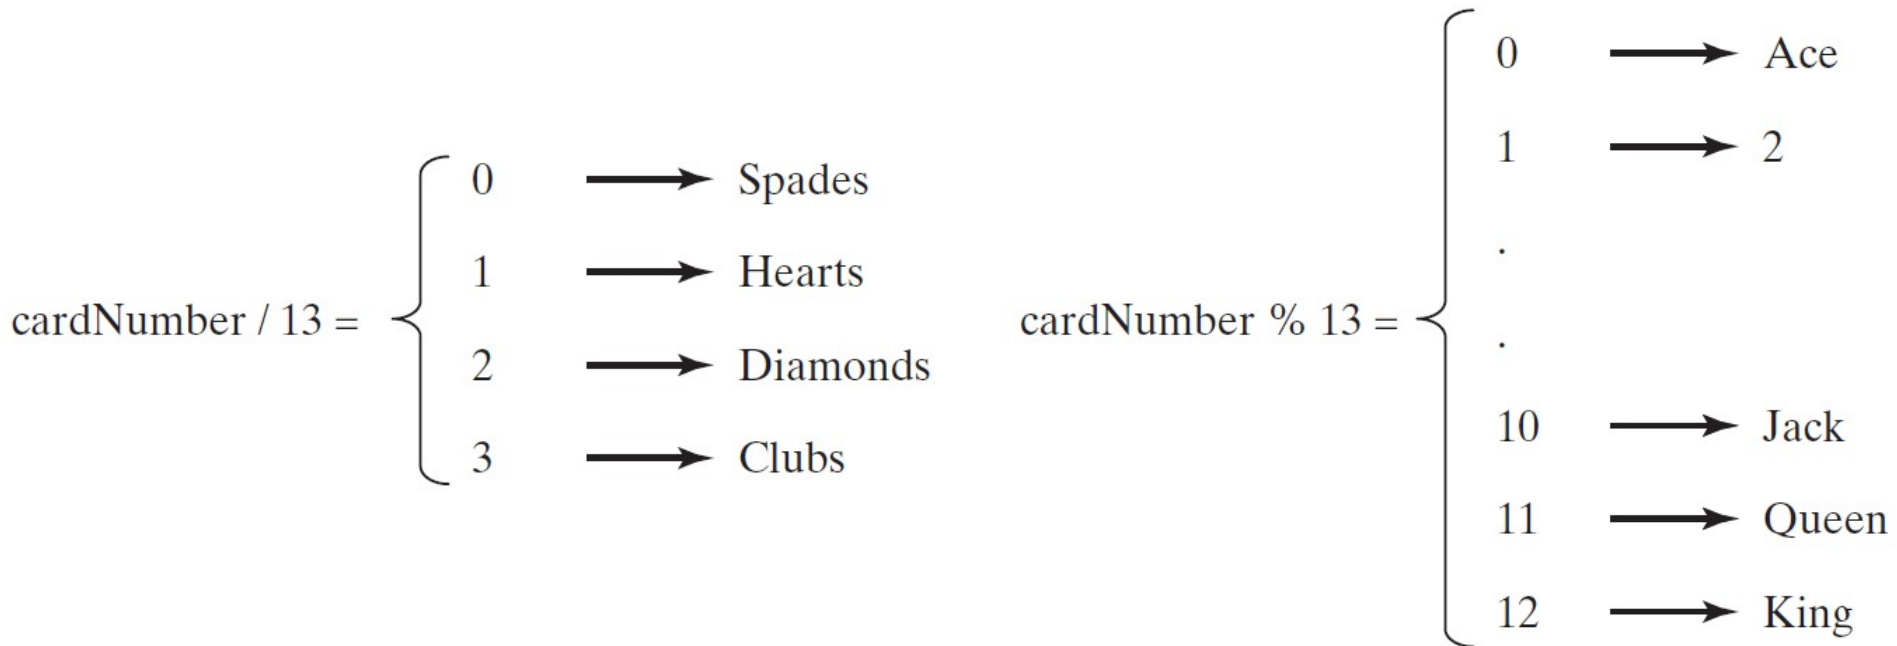 cardNumber / 13 =
0 Spades
1 Hearts
2 Diamonds
3 Clubs
cardNumber % 13 =
0 Ace
1 2
.
.
10 Jack
11 Queen
12 King